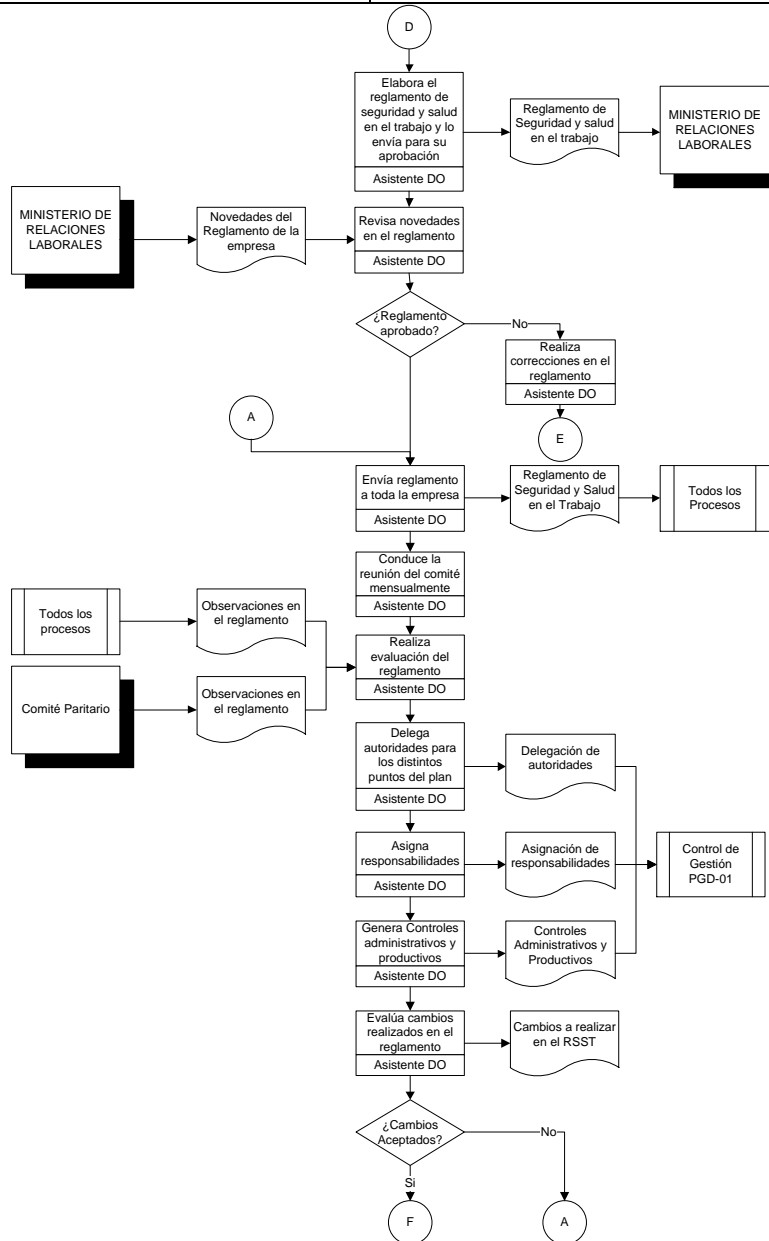 D
Elabora el
reglamento de
seguridad y salud
en el trabajo y lo
envía para su
aprobación
Asistente DO
Reglamento de
Seguridad y salud
en el trabajo
MINISTERIO DE
RELACIONES
LABORALES
MINISTERIO DE
RELACIONES
LABORALES
Novedades del
Reglamento de la
empresa
Revisa novedades
en el reglamento
Asistente DO
¿Reglamento
aprobado?
No
Realiza
correcciones en el
reglamento
Asistente DO
E
A
Envía reglamento
a toda la empresa
Asistente DO
Reglamento de
Seguridad y Salud
en el Trabajo
Todos los
Procesos
Conduce la
reunión del comité
mensualmente
Asistente DO
Todos los
procesos
Observaciones en
el reglamento
Realiza
evaluación del
reglamento
Asistente DO
Comité Paritario
Observaciones en
el reglamento
Delega
autoridades para
los distintos
puntos del plan
Asistente DO
Delegación de
autoridades
Asigna
responsabilidades
Asistente DO
Asignación de
responsabilidades
Control de
Gestión
PGD-01
Genera Controles
administrativos y
productivos
Asistente DO
Controles
Administrativos y
Productivos
Evalúa cambios
realizados en el
reglamento
Asistente DO
Cambios a realizar
en el RSST
¿Cambios
Aceptados?
No
Si
F
A